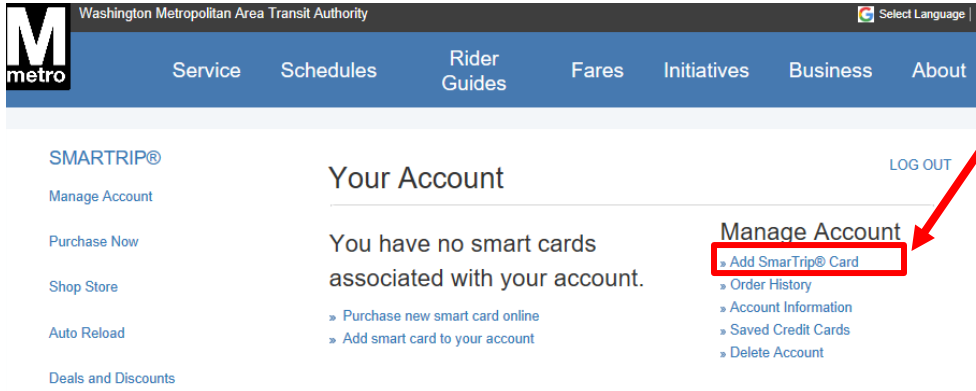 Washington Metropolitan Area Transit Authority
G Select Language |
M
metro
Service Schedules Rider Guides Fares Initiatives Business About
SMARTRIP®
Manage Account
Purchase Now
Shop Store
Auto Reload
Deals and Discounts
Your Account
LOG OUT
You have no smart cards
associated with your account.
» Purchase new smart card online
» Add smart card to your account
Manage Account
» Add SmarTrip® Card
» Order History
» Account Information
» Saved Credit Cards
» Delete Account